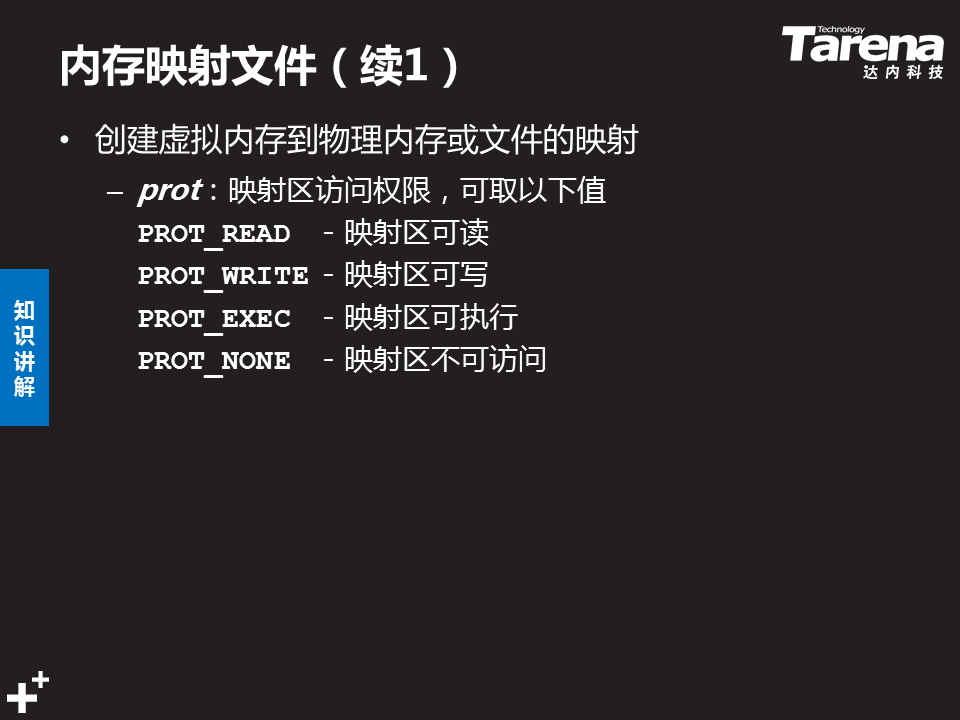 内存映射文件（续1）
Technology
Tarena
达内科技
• 创建虚拟内存到物理内存或文件的映射
– prot：映射区访问权限，可取以下值
PROT_READ - 映射区可读
PROT_WRITE - 映射区可写
PROT_EXEC - 映射区可执行
PROT_NONE - 映射区不可访问
知识讲解